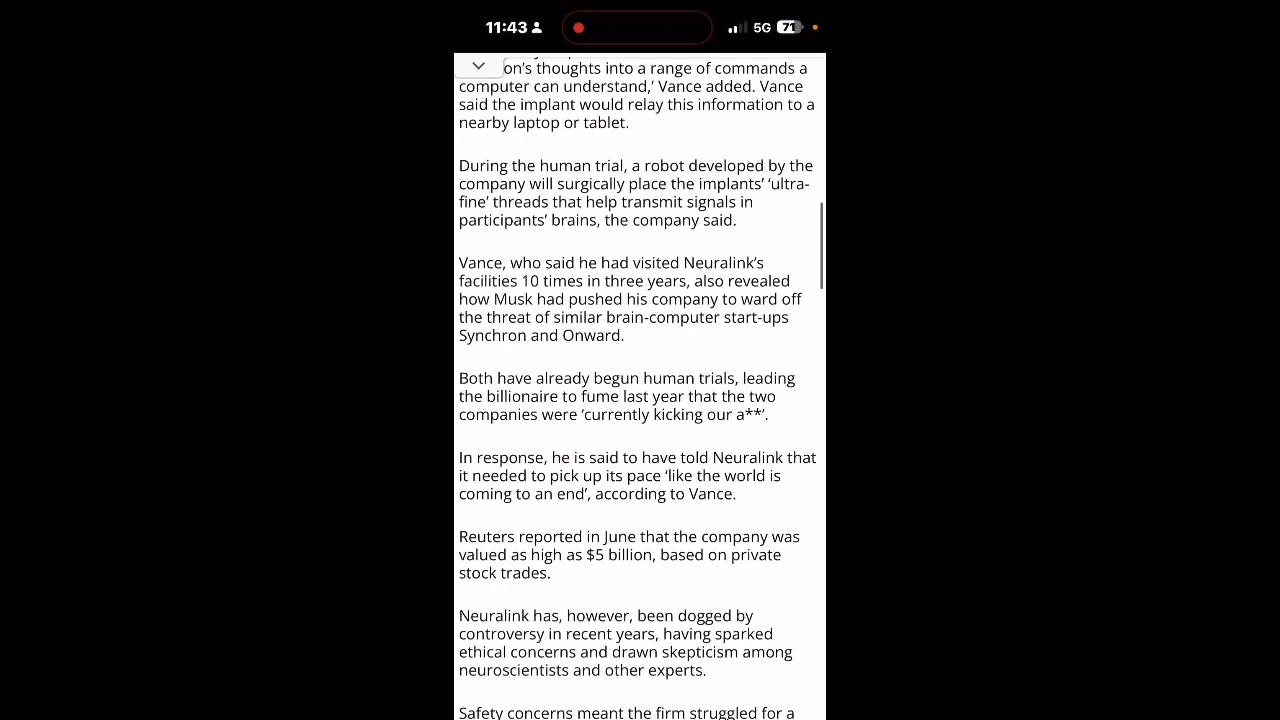 11:43
5G
71
on's thoughts into a range of commands a
computer can understand,' Vance added. Vance
said the implant would relay this information to a
nearby laptop or tablet.
During the human trial, a robot developed by the
company will surgically place the implants' 'ultra-
fine' threads that help transmit signals in
participants' brains, the company said.
Vance, who said he had visited Neuralink's
facilities 10 times in three years, also revealed
how Musk had pushed his company to ward off
the threat of similar brain-computer start-ups
Synchron and Onward.
Both have already begun human trials, leading
the billionaire to fume last year that the two
companies were 'currently kicking our a**'.
In response, he is said to have told Neuralink that
it needed to pick up its pace 'like the world is
coming to an end', according to Vance.
Reuters reported in June that the company was
valued as high as $5 billion, based on private
stock trades.
Neuralink has, however, been dogged by
controversy in recent years, having sparked
ethical concerns and drawn skepticism among
neuroscientists and other experts.
Safety concerns meant the firm struggled for a